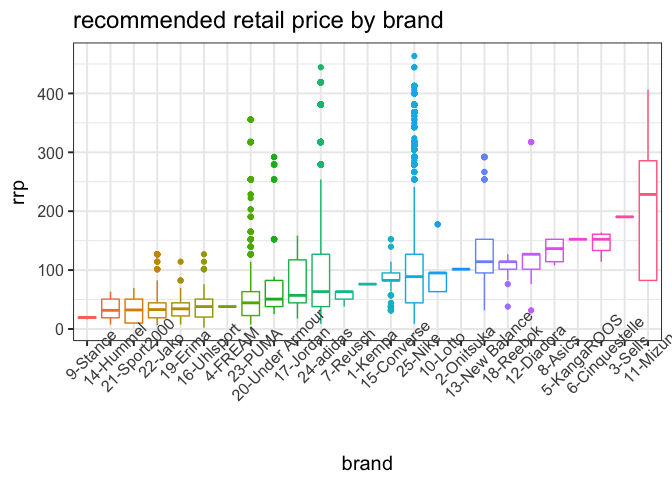 recommended retail price by brand
rrp
400
300
200
100
0
9-Stance
14-Hummel
21-Sport2000
22-Jako
19-Erima
16-Uhlsport
4-FREAM
23-PUMA
20-Under Armour
17-Jordan
24-adidas
7-Reusch
1-Kempa
15-Converse
25-Nike
10-Lotto
2-Onitsuka
13-New Balance
18-Reebok
12-Diadora
8-Asics
5-KangaROOS
6-Cinquestelle
3-Sells
11-Mizun
brand